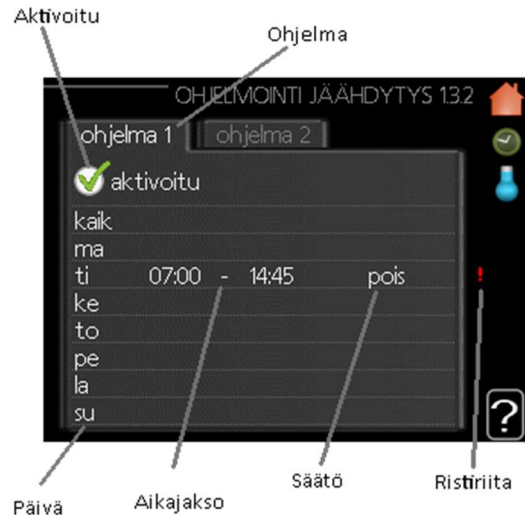 Aktivoitu
Ohjelma
OHJELMOINTI JÄÄHDYTYS 1.3.2
ohjelma 1 ohjelma 2
aktivoitu
kaik
ma
ti 07:00 - 14:45 pois !
ke
to
pe
la
su
?
Päivä Aikajakso Säätö Ristiriita